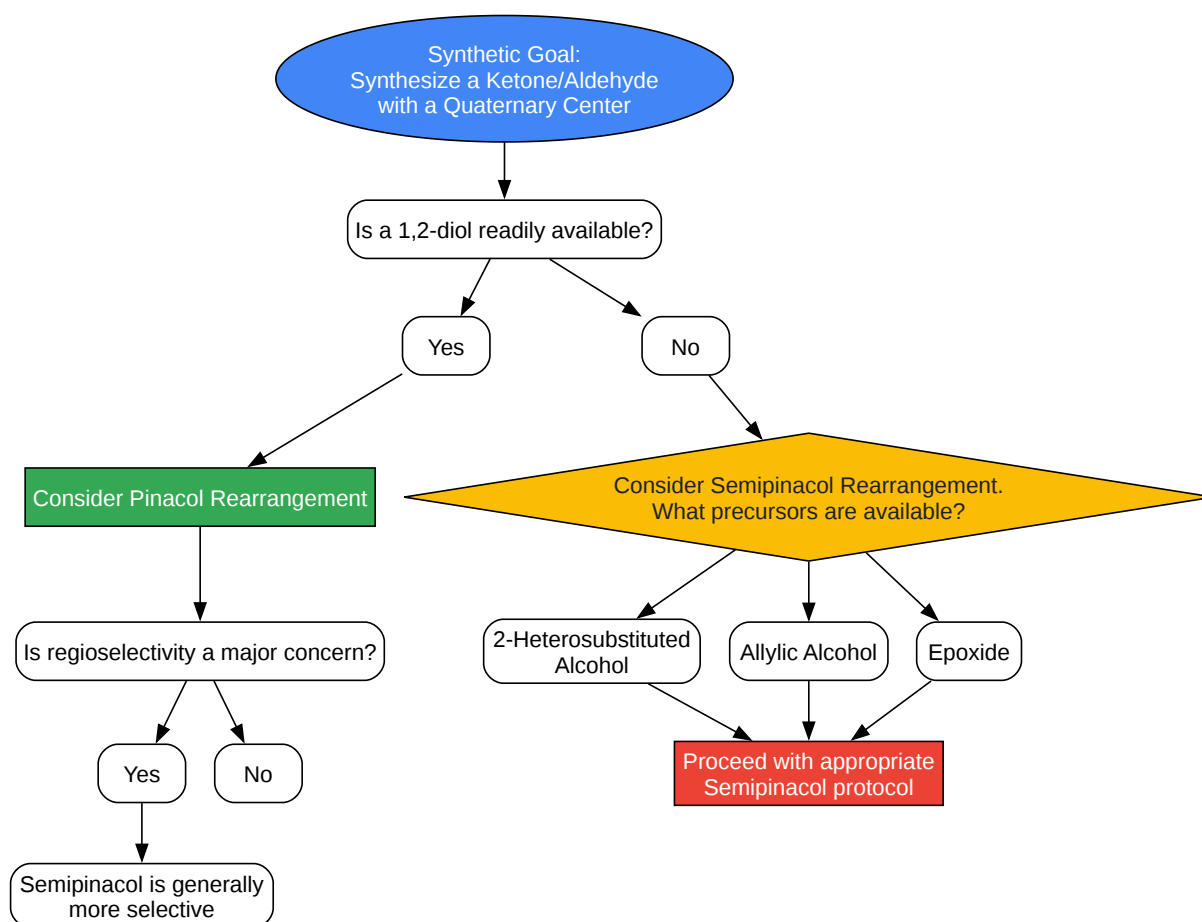 Synthetic Goal:
Synthesize a Ketone/Aldehyde
with a Quaternary Center
Is a 1,2-diol readily available?
Yes
No
Consider Pinacol Rearrangement
Consider Semipinacol Rearrangement.
What precursors are available?
Is regioselectivity a major concern?
2-Heterosubstituted
Alcohol
Allylic Alcohol
Epoxide
Yes
No
Proceed with appropriate
Semipinacol protocol
Semipinacol is generally
more selective